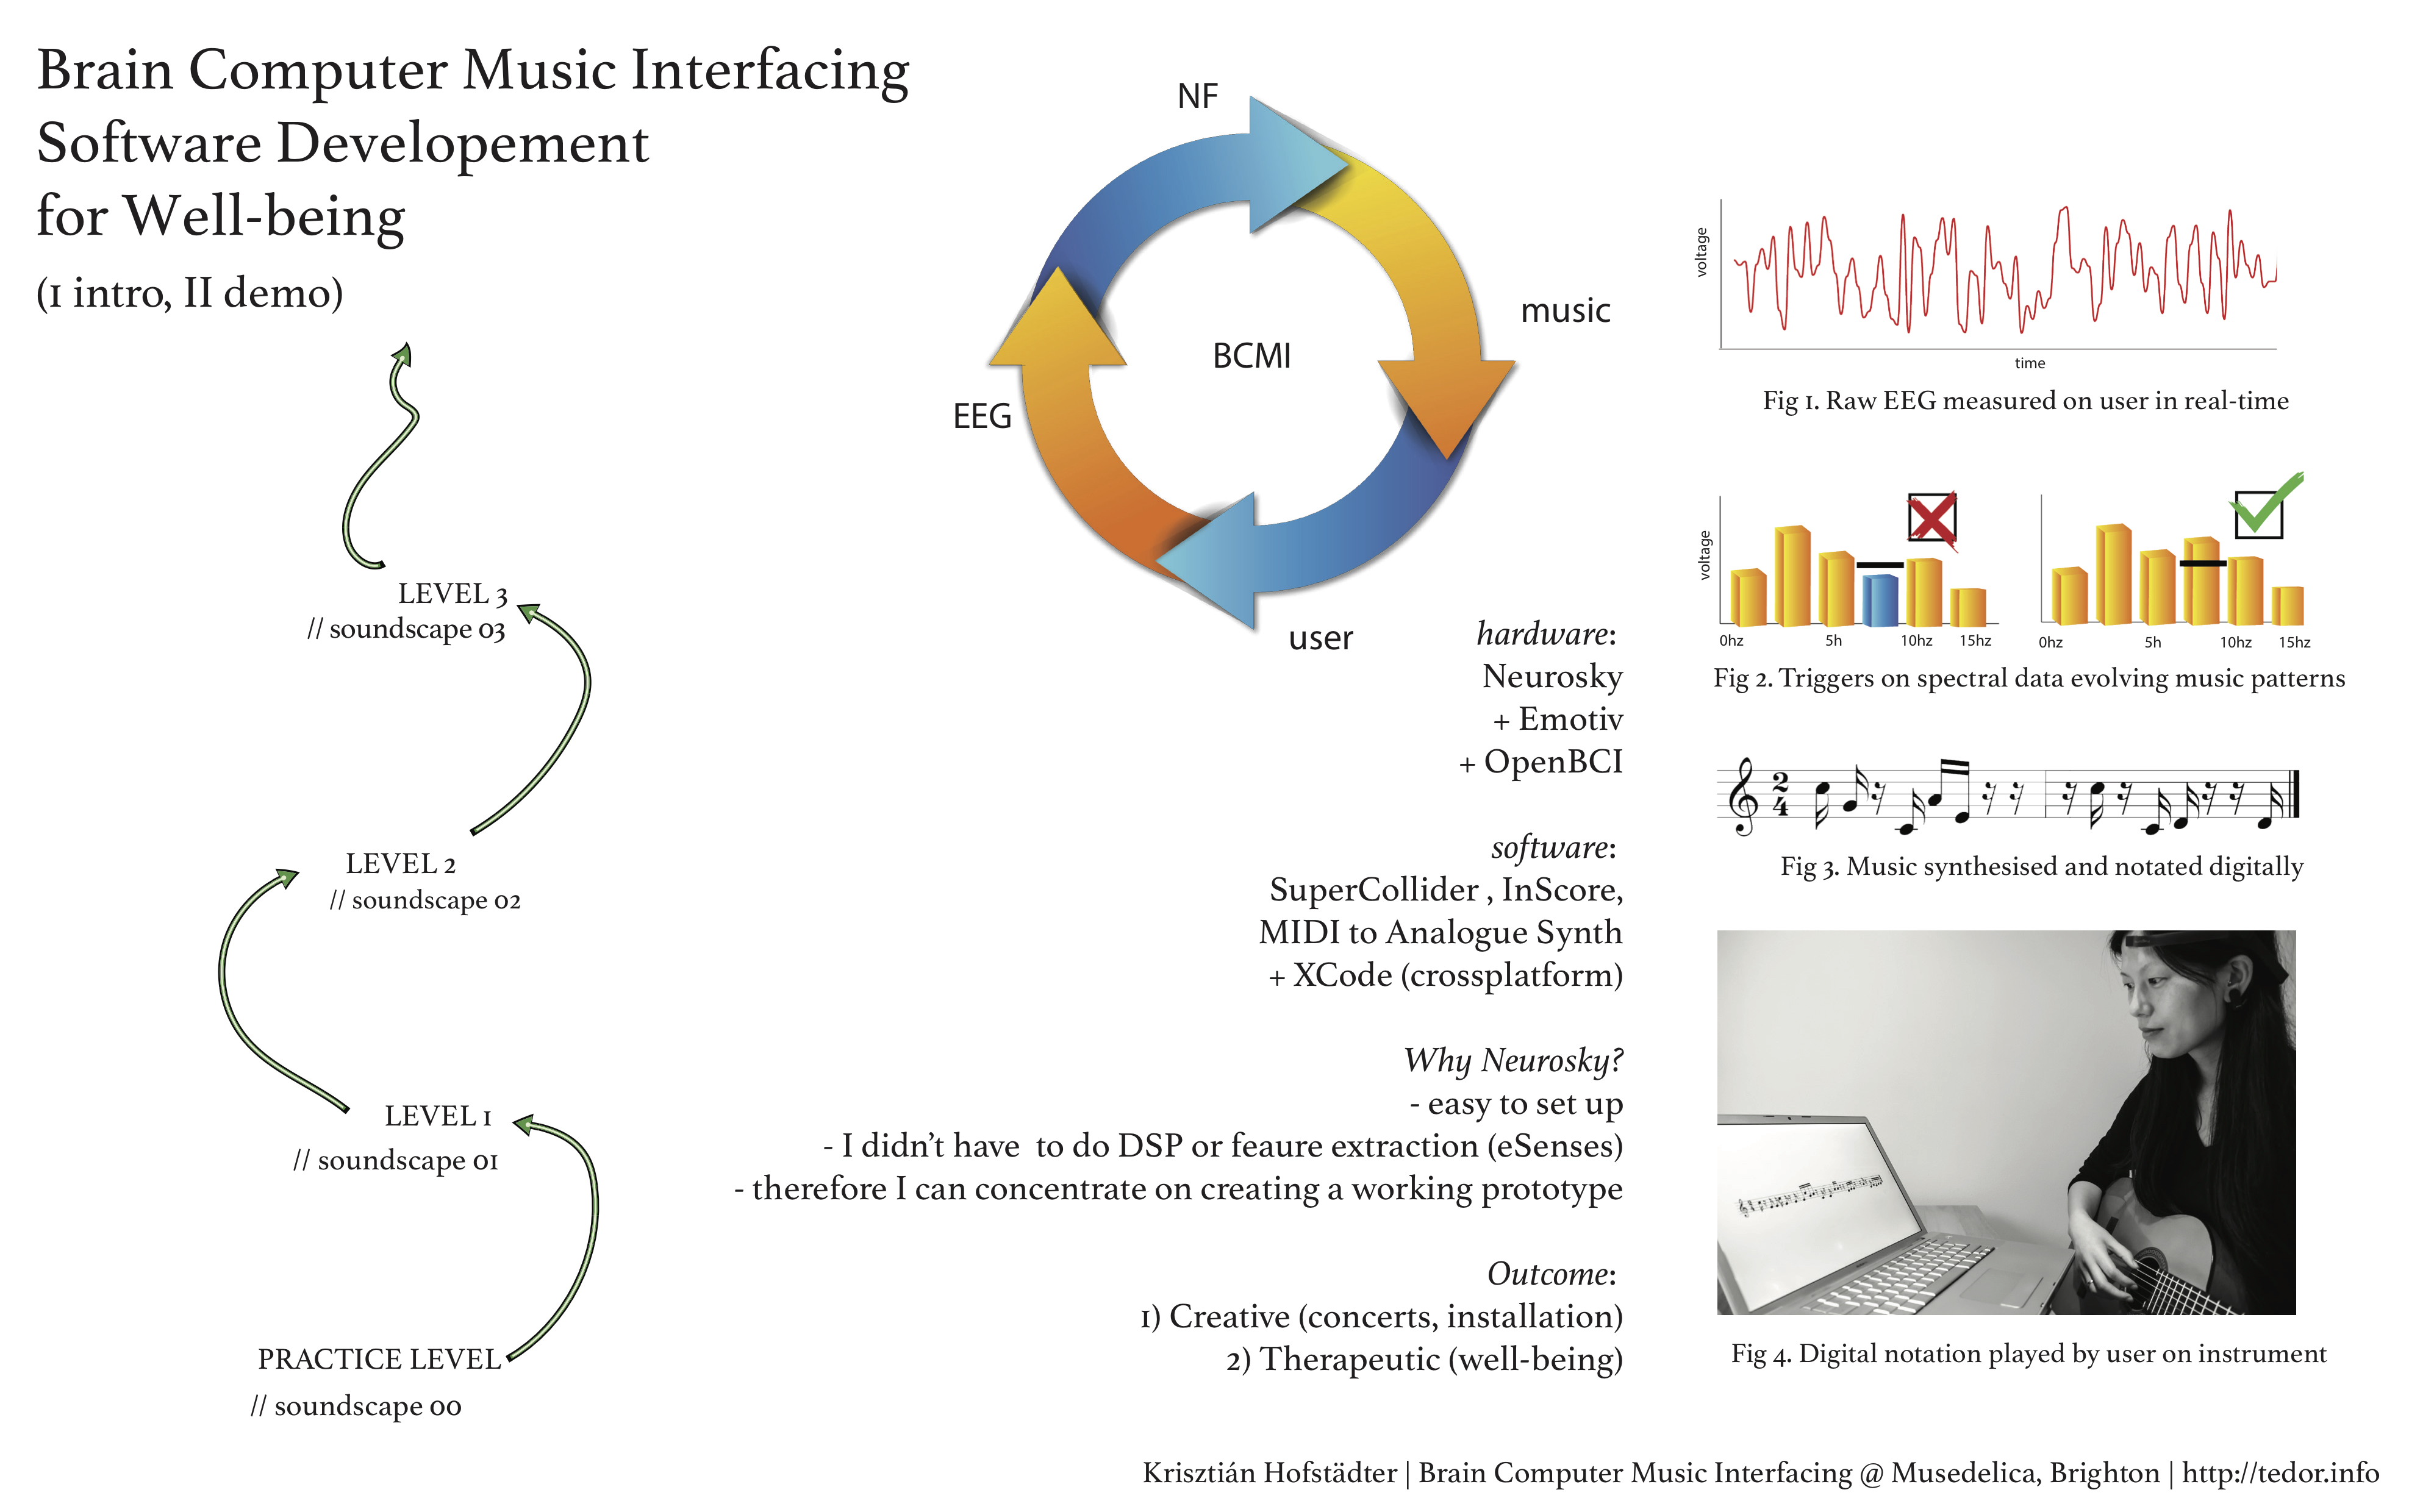 Brain Computer Music Interfacing
Software Developement
for Well-being
(1 intro, II demo)
LEVEL 3
// soundscape 03
LEVEL 2
// soundscape 02
LEVEL 1
// soundscape 01
PRACTICE LEVEL
// soundscape 00
NF
music
BCMI
EEG
user
hardware:
Neurosky
+ Emotiv
+ OpenBCI
software:
SuperCollider , InScore,
MIDI to Analogue Synth
+ XCode (crossplatform)
Why Neurosky?
- easy to set up
- I didn't have  to do DSP or feaure extraction (eSenses)
- therefore I can concentrate on creating a working prototype
Outcome:
1) Creative (concerts, installation)
2) Therapeutic (well-being)
voltage
time
Fig 1. Raw EEG measured on user in real-time
voltage
0hz 5h 10hz 15hz
0hz 5h 10hz 15hz
Fig 2. Triggers on spectral data evolving music patterns
2
4
Fig 3. Music synthesised and notated digitally
Fig 4. Digital notation played by user on instrument
Krisztián Hofstädter | Brain Computer Music Interfacing @ Musedelica, Brighton | http://tedor.info